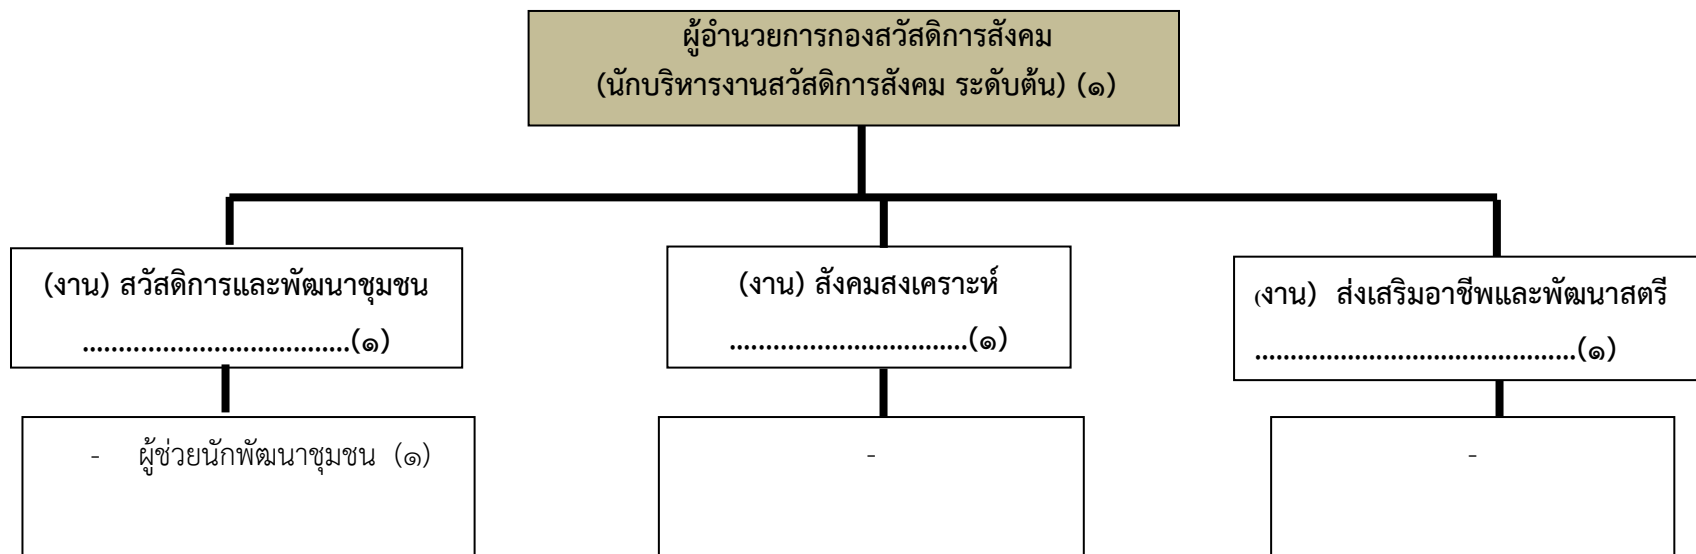 ผู้อำนวยการกองสวัสดิการสังคม
(นักบริหารงานสวัสดิการสังคม ระดับต้น) (๑)
(งาน) สวัสดิการและพัฒนาชุมชน
.....................................(๑)
(งาน) สังคมสงเคราะห์
.................................(๑)
(งาน) ส่งเสริมอาชีพและพัฒนาสตรี
.............................................(๑)
- ผู้ช่วยนักพัฒนาชุมชน (๑)
-
-